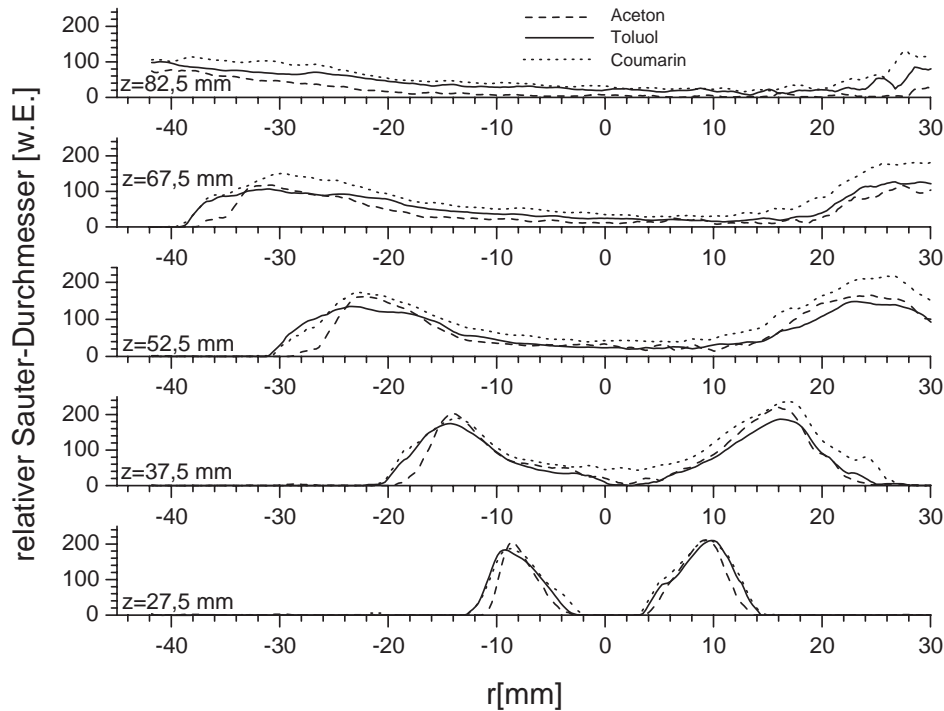 relativer Sauter-Durchmesser [w.E.]
Aceton
Toluol
Coumarin
200
100
0
z=82,5 mm
-40 -30 -20 -10 0 10 20 30
200
100
0
z=67,5 mm
-40 -30 -20 -10 0 10 20 30
200
100
0
z=52,5 mm
-40 -30 -20 -10 0 10 20 30
200
100
0
z=37,5 mm
-40 -30 -20 -10 0 10 20 30
200
100
0
z=27,5 mm
-40 -30 -20 -10 0 10 20 30
r[mm]